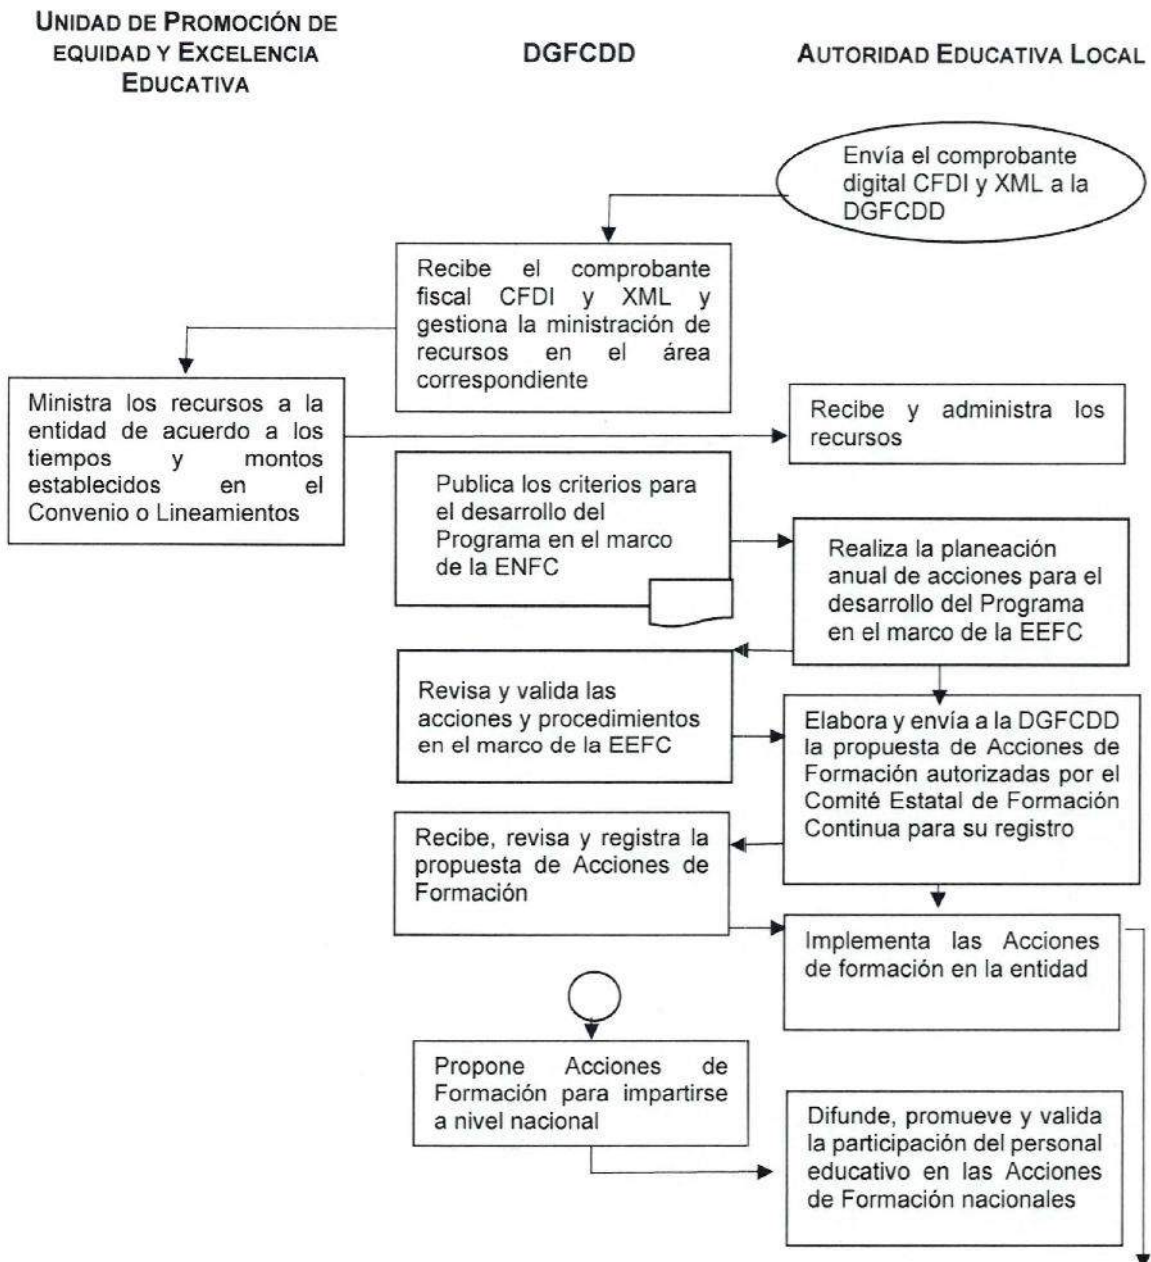 UNIDAD DE PROMOCIÓN DE
EQUIDAD Y EXCELENCIA
EDUCATIVA
DGFCDD
AUTORIDAD EDUCATIVA LOCAL
Envía el comprobante
digital CFDI y XML a la
DGFCDD
Recibe el comprobante
fiscal CFDI y XML y
gestiona la ministración de
recursos en el área
correspondiente
Ministra los recursos a la
entidad de acuerdo a los
tiempos y montos
establecidos en el
Convenio o Lineamientos
Recibe y administra los
recursos
Publica los criterios para
el desarrollo del
Programa en el marco
de la ENFC
Realiza la planeación
anual de acciones para el
desarrollo del Programa
en el marco de la EEFC
Revisa y valida las
acciones y procedimientos
en el marco de la EEFC
Elabora y envía a la DGFCDD
la propuesta de Acciones de
Formación autorizadas por el
Comité Estatal de Formación
Continua para su registro
Recibe, revisa y registra la
propuesta de Acciones de
Formación
Implementa las Acciones
de formación en la entidad
Propone Acciones de
Formación para impartirse
a nivel nacional
Difunde, promueve y valida
la participación del personal
educativo en las Acciones
de Formación nacionales